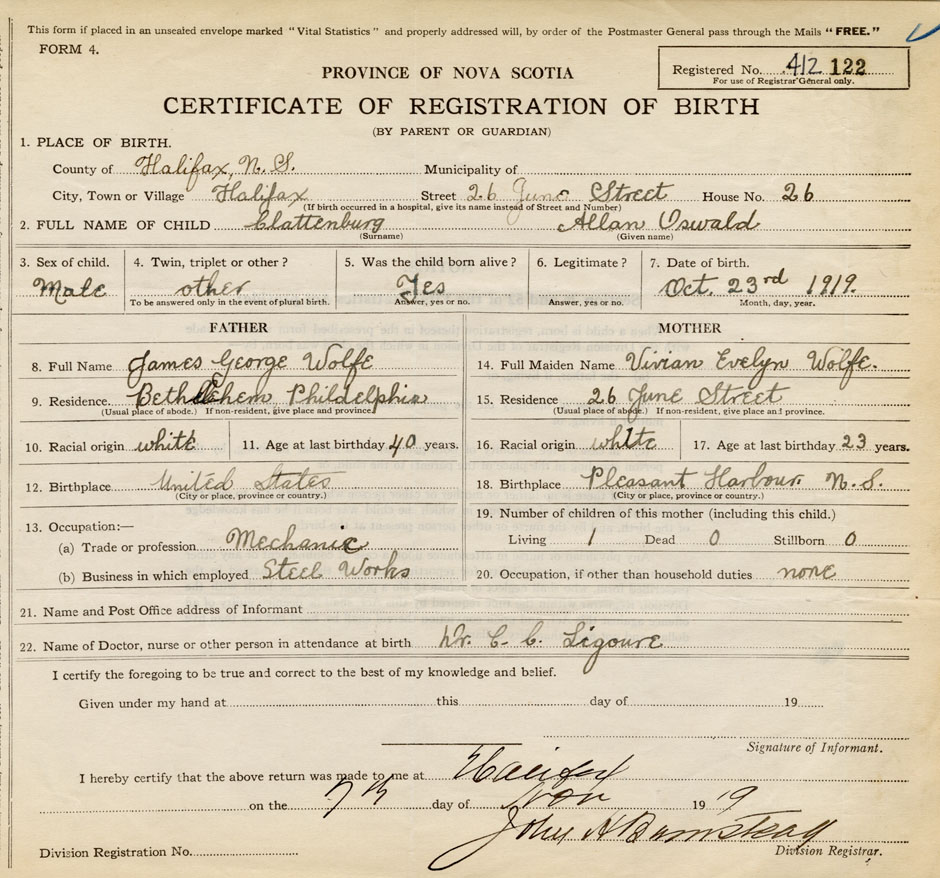 This form if placed in an unsealed envelope marked "Vital Statistics" and properly addressed will, by order of the Postmaster General pass through the Mails "FREE."
FORM 4.
Registered No. 412 122
For use of Registrar General only.
PROVINCE OF NOVA SCOTIA
CERTIFICATE OF REGISTRATION OF BIRTH
(BY PARENT OR GUARDIAN)
1. PLACE OF BIRTH.
County of Halifax, N. S. Municipality of
City, Town or Village Halifax Street 26 June Street House No. 26
(If birth occurred in a hospital, give its name instead of Street and Number)
2. FULL NAME OF CHILD Clattenburg Allan Oswald
(Surname) (Given name)
3. Sex of child. 4. Twin, triplet or other? 5. Was the child born alive? 6. Legitimate? 7. Date of birth.
Male other Yes Oct. 23rd 1919.
To be answered only in the event of plural birth. Answer, yes or no. Answer, yes or no. Month, day, year.
FATHER MOTHER
8. Full Name James George Wolfe 14. Full Maiden Name Vivian Evelyn Wolfe.
9. Residence. Bethlehem Phildelphia 15. Residence 26 June Street
(Usual place of abode.) If non-resident, give place and province. (Usual place of abode.) If non-resident, give place and province.
10. Racial origin white 11. Age at last birthday 40 years. 16. Racial origin white 17. Age at last birthday 23 years.
12. Birthplace United States 18. Birthplace Pleasant Harbour N. S.
(City or place, province or country.) (City or place, province or country.)
13. Occupation:— 19. Number of children of this mother (including this child.)
(a) Trade or profession Mechanic Living 1 Dead 0 Stillborn 0
(b) Business in which employed Steel Works 20. Occupation, if other than household duties none
21. Name and Post Office address of Informant
22. Name of Doctor, nurse or other person in attendance at birth Dr. C. C. Ligoure
I certify the foregoing to be true and correct to the best of my knowledge and belief.
Given under my hand at this day of 19
Signature of Informant.
I hereby certify that the above return was made to me at Halifax
on the 7th day of Nov 1919
John A Barnstead
Division Registration No. Division Registrar.